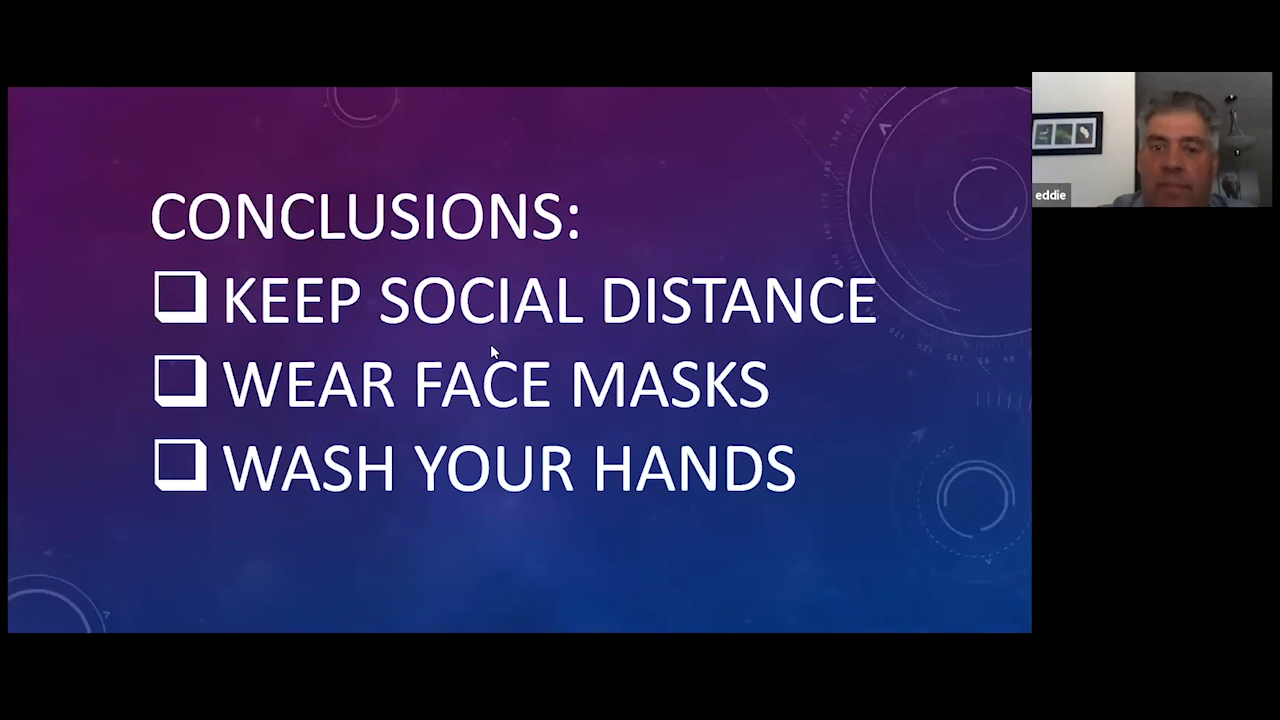 CONCLUSIONS:
KEEP SOCIAL DISTANCE
WEAR FACE MASKS
WASH YOUR HANDS
eddie